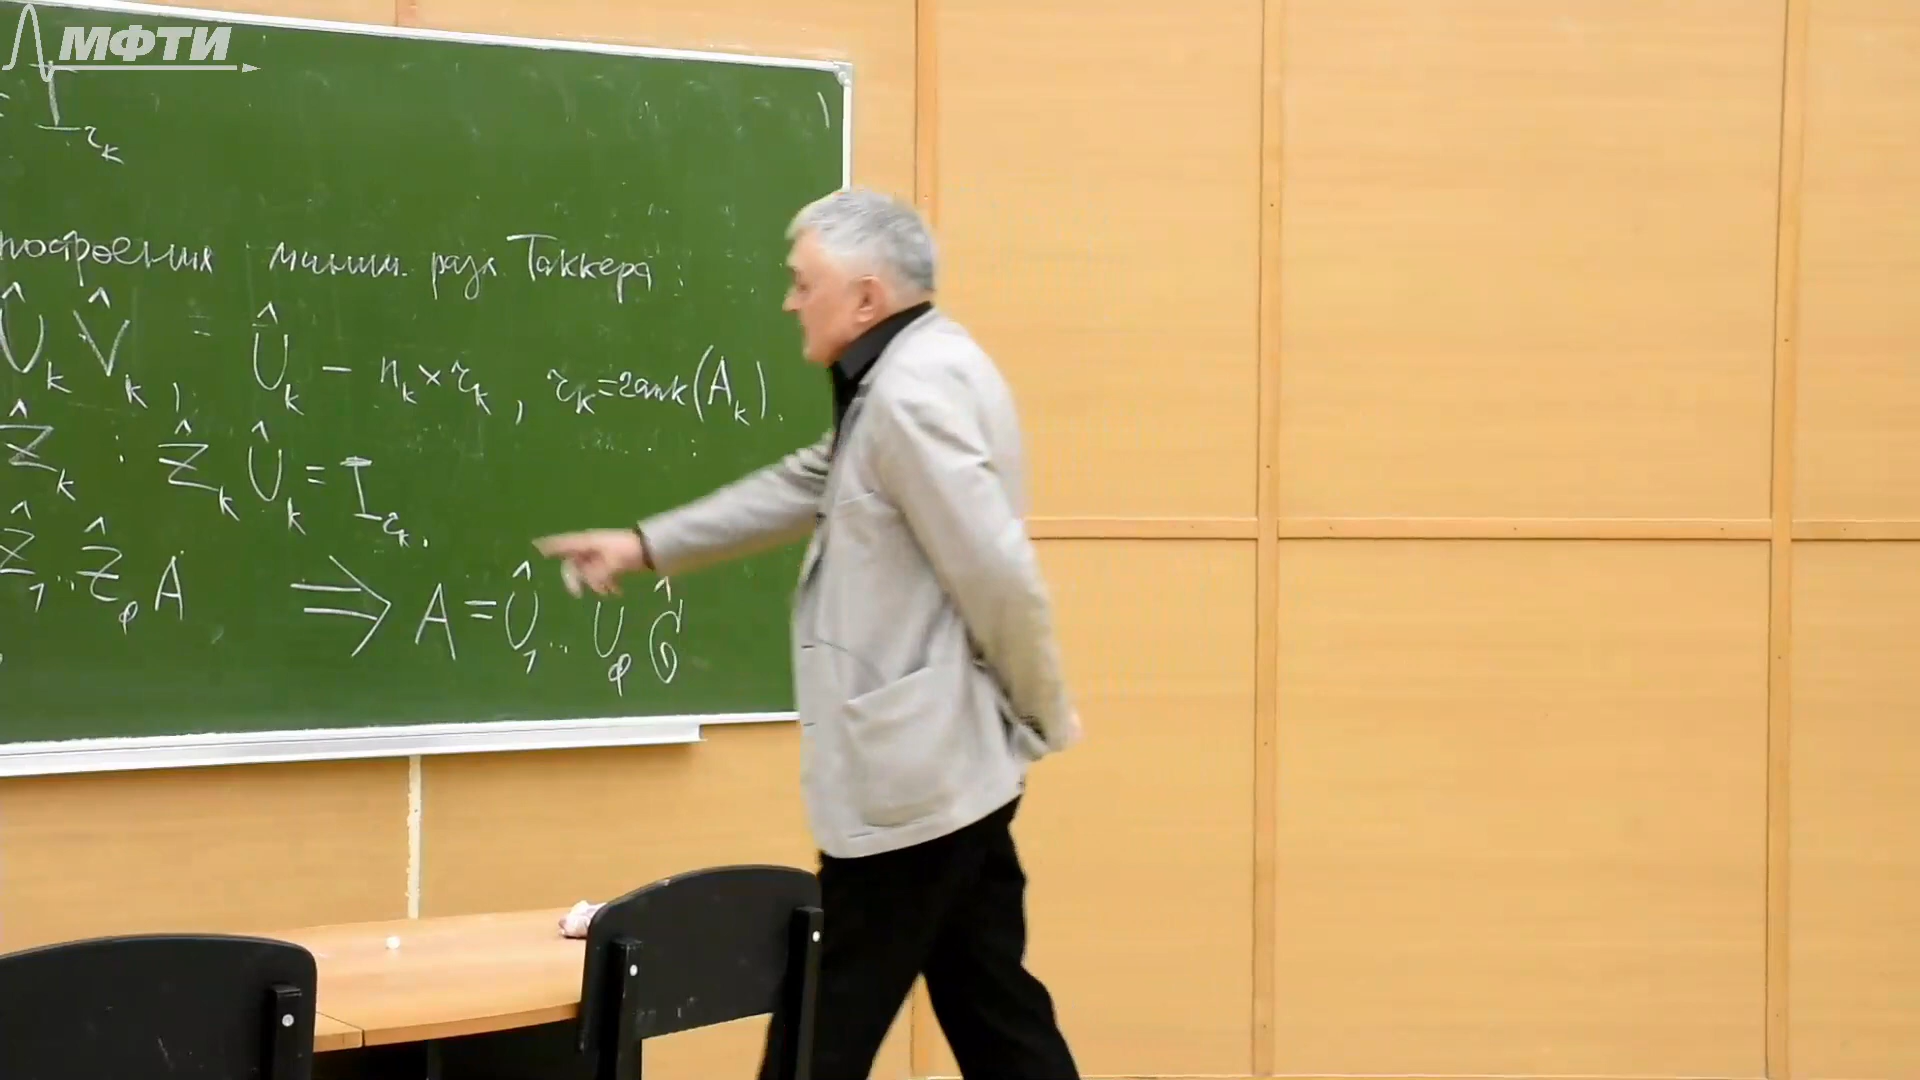 МФТИ
= I_{r_k}
построения миним. разл Таккера:
Û_k V̂_k, = Û_k – n_k × r_k, r_k = rank(A_k).
Ẑ_k : Ẑ_k Û_k = I_{r_k}.
Ẑ_1 ... Ẑ_φ A, ⇒ A = Û_1 ... U_φ Ĝ